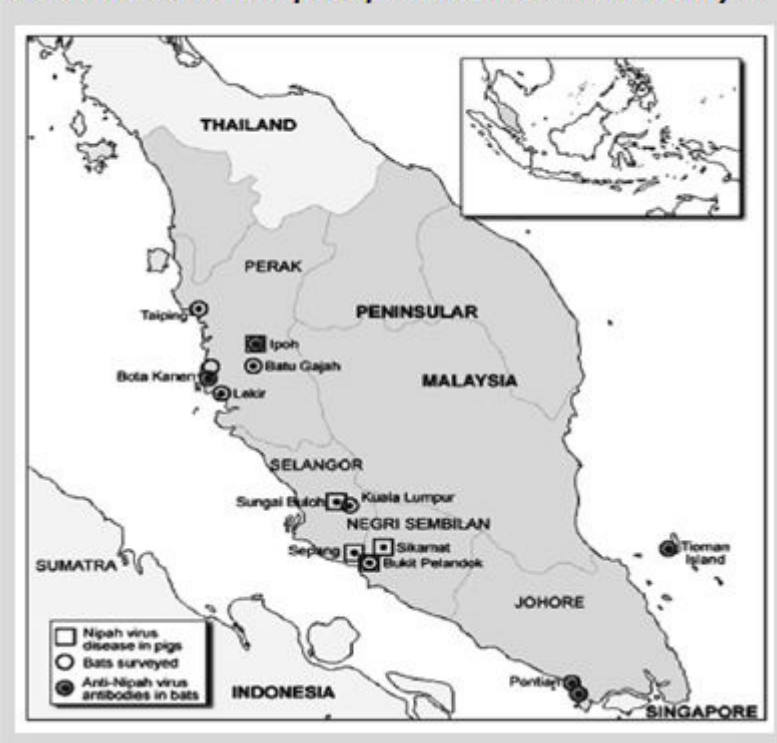 THAILAND
PERAK
PENINSULAR
Taiping
Ipoh
Batu Gajah
Bota Kanen
MALAYSIA
Lekir
SELANGOR
Sungai Buloh
Kuala Lumpur
NEGRI SEMBILAN
Sepang
Sikamat
Tioman
Island
Bukit Pelandok
SUMATRA
JOHORE
Nipah virus
disease in pigs
Bats surveyed
Anti-Nipah virus
antibodies in bats
INDONESIA
Pontian
SINGAPORE